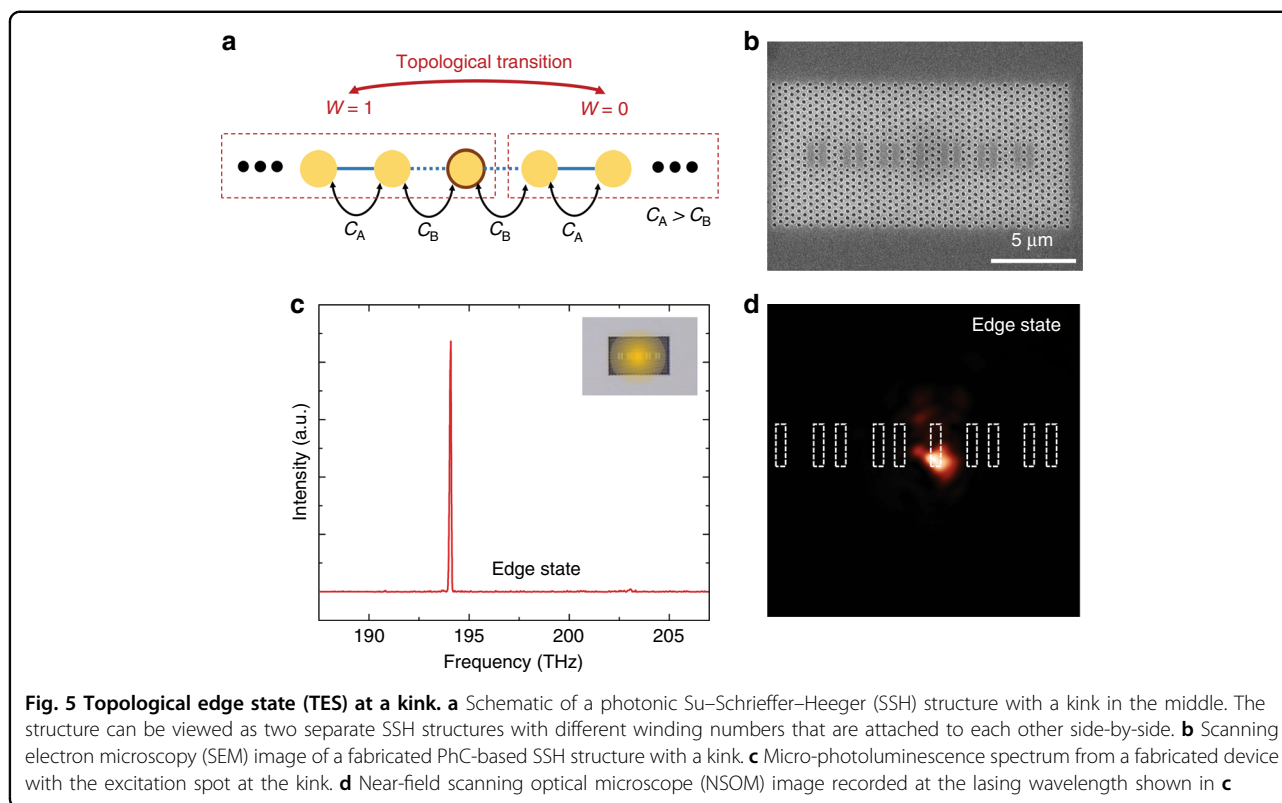 a
Topological transition
W = 1
W = 0
C_A
C_B
C_B
C_A
C_A > C_B
b
5 μm
c
Intensity (a.u.)
Edge state
190
195
200
205
Frequency (THz)
d
Edge state
Fig. 5 Topological edge state (TES) at a kink. a Schematic of a photonic Su–Schrieffer–Heeger (SSH) structure with a kink in the middle. The
structure can be viewed as two separate SSH structures with different winding numbers that are attached to each other side-by-side. b Scanning
electron microscopy (SEM) image of a fabricated PhC-based SSH structure with a kink. c Micro-photoluminescence spectrum from a fabricated device
with the excitation spot at the kink. d Near-field scanning optical microscope (NSOM) image recorded at the lasing wavelength shown in c